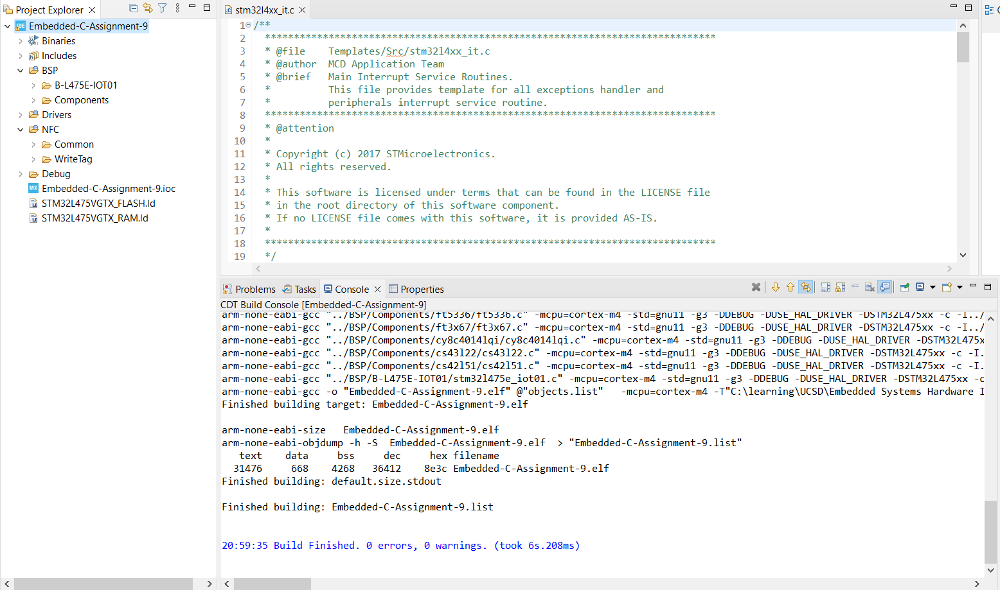 Project Explorer
Embedded-C-Assignment-9
Binaries
Includes
BSP
B-L475E-IOT01
Components
Drivers
NFC
Common
WriteTag
Debug
Embedded-C-Assignment-9.ioc
STM32L475VGTX_FLASH.ld
STM32L475VGTX_RAM.ld
stm32l4xx_it.c
1 /**
2 ******************************************************************************
3 * @file    Templates/Src/stm32l4xx_it.c
4 * @author  MCD Application Team
5 * @brief   Main Interrupt Service Routines.
6 *          This file provides template for all exceptions handler and
7 *          peripherals interrupt service routine.
8 ******************************************************************************
9 * @attention
10 *
11 * Copyright (c) 2017 STMicroelectronics.
12 * All rights reserved.
13 *
14 * This software is licensed under terms that can be found in the LICENSE file
15 * in the root directory of this software component.
16 * If no LICENSE file comes with this software, it is provided AS-IS.
17 *
18 ******************************************************************************
19 */
Problems Tasks Console Properties
CDT Build Console [Embedded-C-Assignment-9]
arm-none-eabi-gcc "../BSP/Components/ft5336/ft5336.c" -mcpu=cortex-m4 -std=gnu11 -g3 -DDEBUG -DUSE_HAL_DRIVER -DSTM32L475xx -c -I../
arm-none-eabi-gcc "../BSP/Components/ft3x67/ft3x67.c" -mcpu=cortex-m4 -std=gnu11 -g3 -DDEBUG -DUSE_HAL_DRIVER -DSTM32L475xx -c -I../
arm-none-eabi-gcc "../BSP/Components/cy8c4014lqi/cy8c4014lqi.c" -mcpu=cortex-m4 -std=gnu11 -g3 -DDEBUG -DUSE_HAL_DRIVER -DSTM32L475x
arm-none-eabi-gcc "../BSP/Components/cs43l22/cs43l22.c" -mcpu=cortex-m4 -std=gnu11 -g3 -DDEBUG -DUSE_HAL_DRIVER -DSTM32L475xx -c -I.
arm-none-eabi-gcc "../BSP/Components/cs42l51/cs42l51.c" -mcpu=cortex-m4 -std=gnu11 -g3 -DDEBUG -DUSE_HAL_DRIVER -DSTM32L475xx -c -I.
arm-none-eabi-gcc "../BSP/B-L475E-IOT01/stm32l475e_iot01.c" -mcpu=cortex-m4 -std=gnu11 -g3 -DDEBUG -DUSE_HAL_DRIVER -DSTM32L475xx -c
arm-none-eabi-gcc -o "Embedded-C-Assignment-9.elf" @"objects.list"   -mcpu=cortex-m4 -T"C:\learning\UCSD\Embedded Systems Hardware I
Finished building target: Embedded-C-Assignment-9.elf
arm-none-eabi-size   Embedded-C-Assignment-9.elf
arm-none-eabi-objdump -h -S  Embedded-C-Assignment-9.elf  > "Embedded-C-Assignment-9.list"
text    data     bss     dec     hex filename
31476     668    4268   36412    8e3c Embedded-C-Assignment-9.elf
Finished building: default.size.stdout
Finished building: Embedded-C-Assignment-9.list
20:59:35 Build Finished. 0 errors, 0 warnings. (took 6s.208ms)